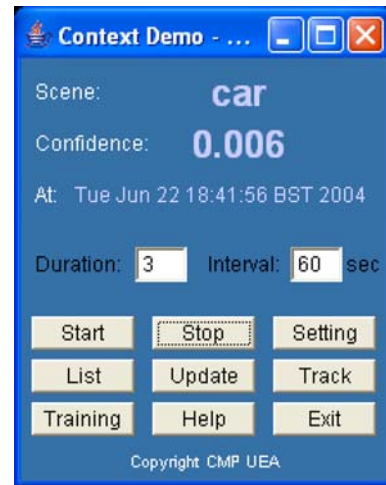 Context Demo - ...
Scene: car
Confidence: 0.006
At: Tue Jun 22 18:41:56 BST 2004
Duration: 3 Interval: 60 sec
Start Stop Setting
List Update Track
Training Help Exit
Copyright CMP UEA